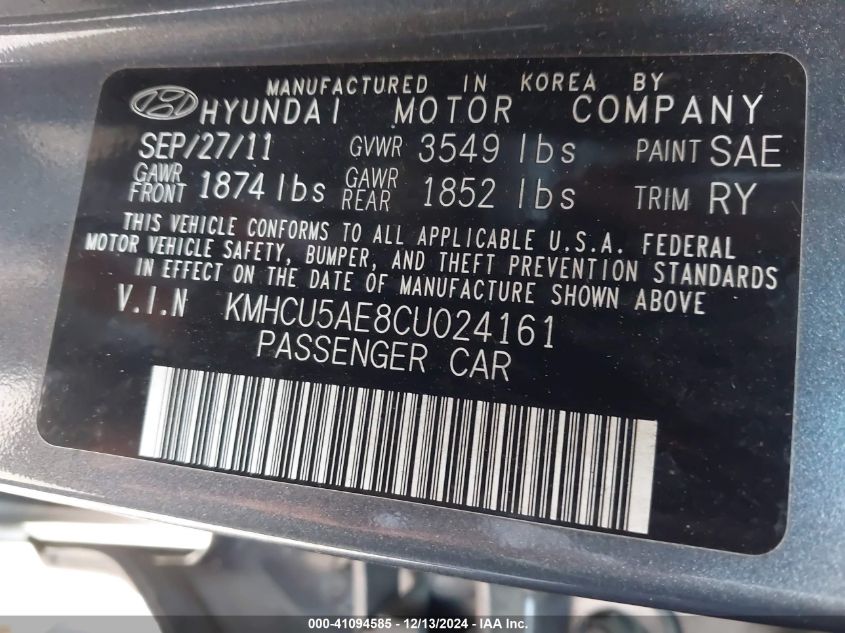 MANUFACTURED IN KOREA BY
HYUNDAI MOTOR COMPANY
SEP/27/11 GVWR 3549 lbs PAINT SAE
GAWR FRONT 1874 lbs GAWR REAR 1852 lbs TRIM RY
THIS VEHICLE CONFORMS TO ALL APPLICABLE U.S.A. FEDERAL
MOTOR VEHICLE SAFETY, BUMPER, AND THEFT PREVENTION STANDARDS
IN EFFECT ON THE DATE OF MANUFACTURE SHOWN ABOVE
V.I.N KMHCU5AE8CU024161
PASSENGER CAR
000-41094585 - 12/13/2024 - IAA Inc.